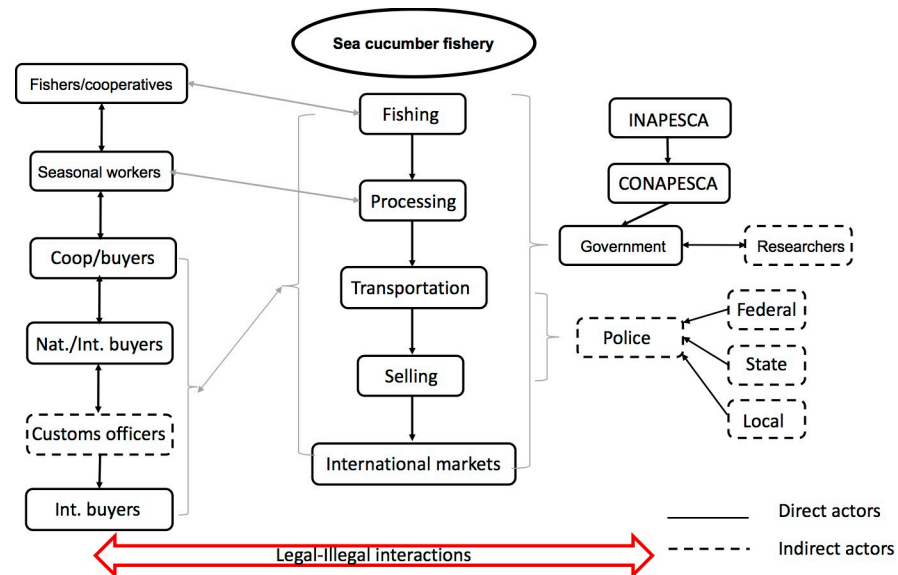 Sea cucumber fishery
Fishers/cooperatives
Seasonal workers
Coop/buyers
Nat./Int. buyers
Customs officers
Int. buyers
Fishing
Processing
Transportation
Selling
International markets
INAPESCA
CONAPESCA
Government
Researchers
Police
Federal
State
Local
Legal-Illegal interactions
Direct actors
Indirect actors